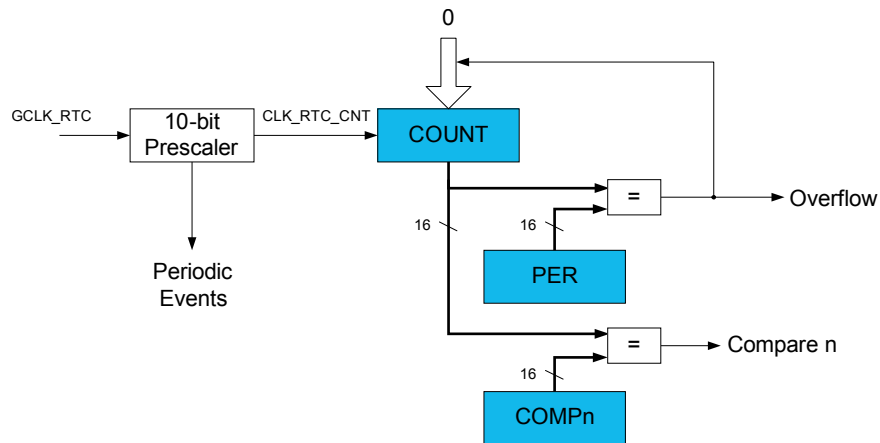 0
GCLK_RTC
10-bit
Prescaler
CLK_RTC_CNT
COUNT
=
Overflow
16
16
PER
Periodic
Events
=
Compare n
16
COMPn